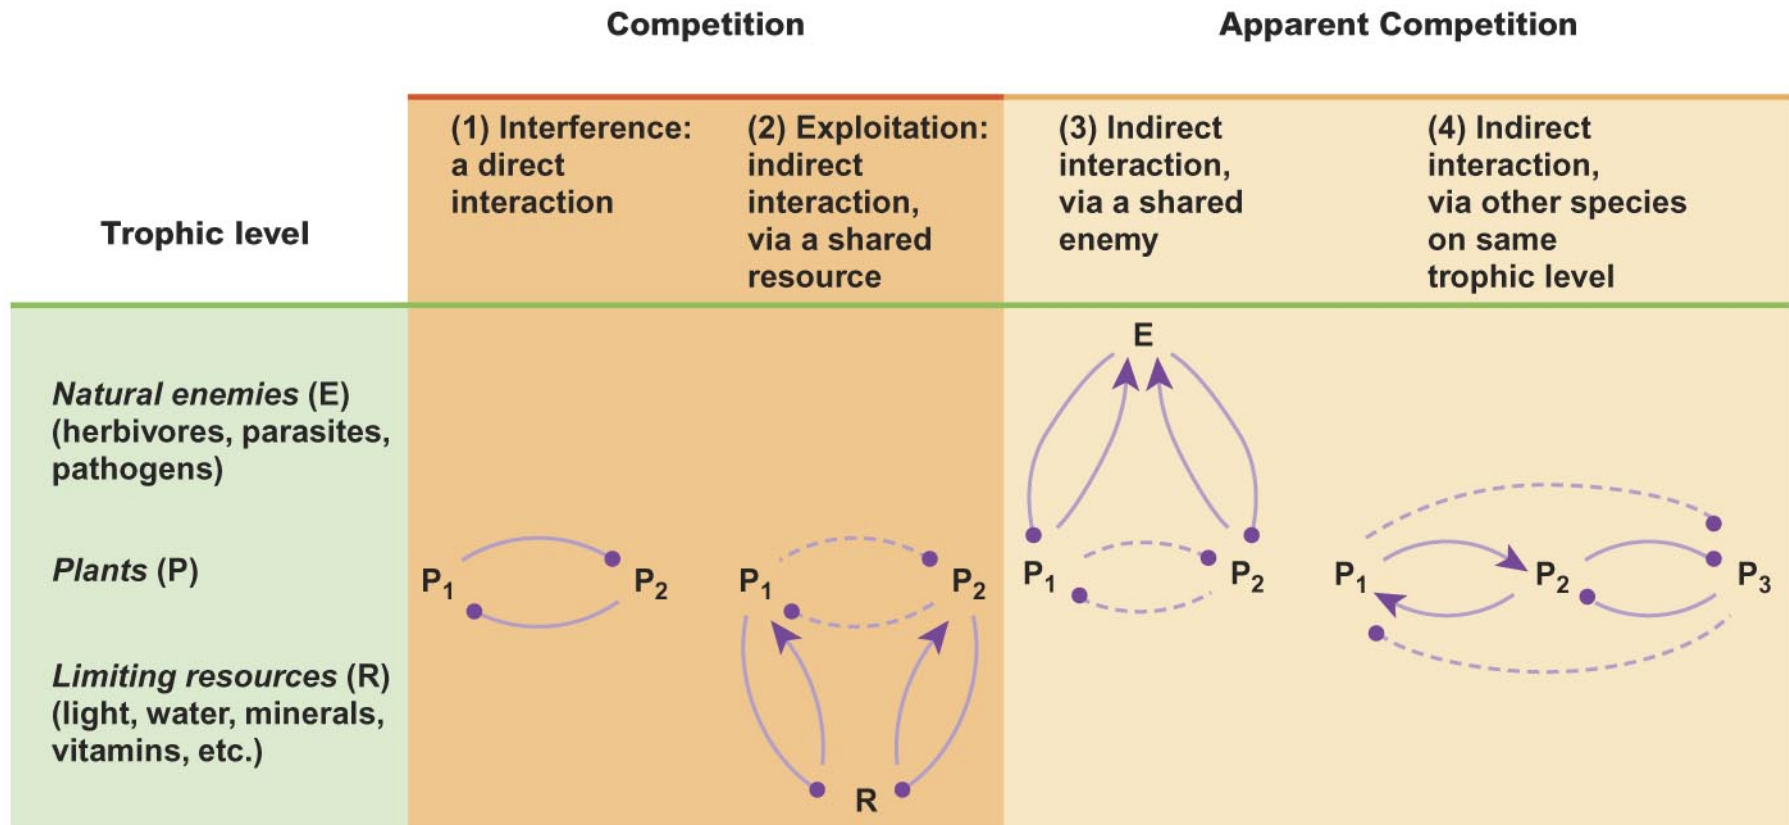 Competition
Apparent Competition
Trophic level
(1) Interference:
a direct
interaction
(2) Exploitation:
indirect
interaction,
via a shared
resource
(3) Indirect
interaction,
via a shared
enemy
(4) Indirect
interaction,
via other species
on same
trophic level
Natural enemies (E)
(herbivores, parasites,
pathogens)
Plants (P)
Limiting resources (R)
(light, water, minerals,
vitamins, etc.)
P₁ P₂
P₁ P₂
R
E
P₁ P₂
P₁ P₂ P₃